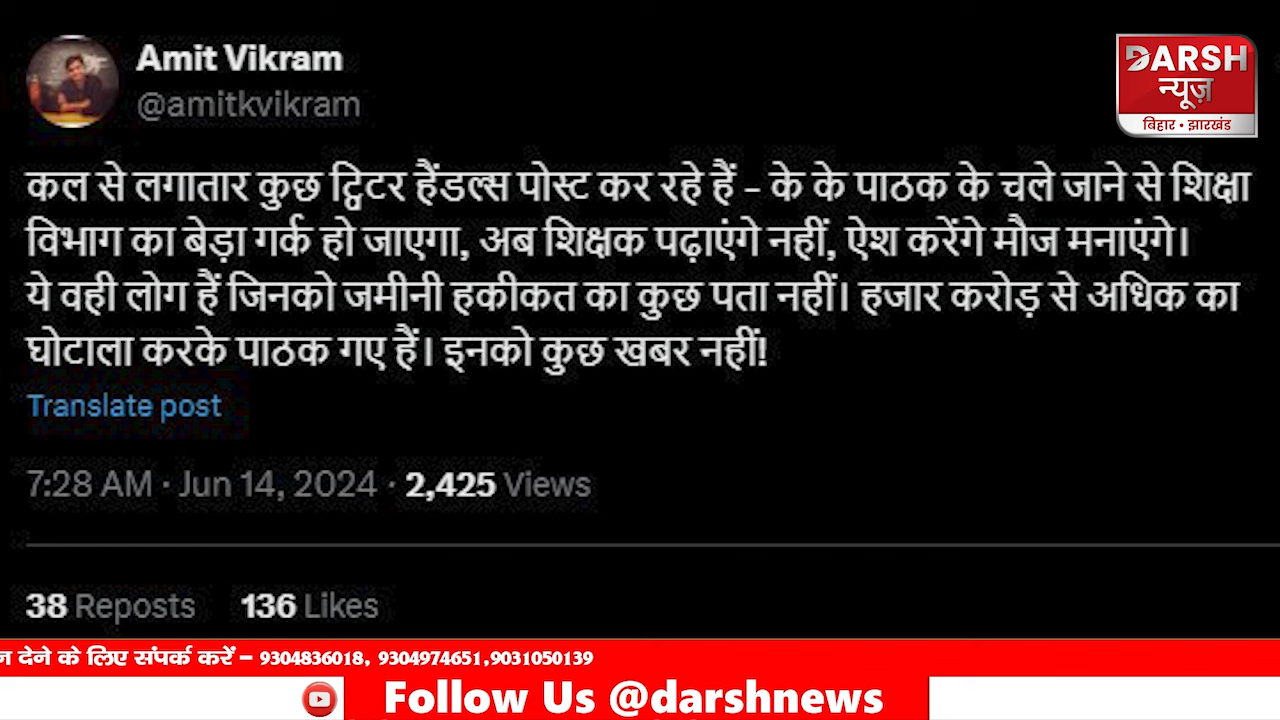 Amit Vikram
@amitkvikram
DARSH
न्यूज़
बिहार • झारखंड
कल से लगातार कुछ ट्विटर हैंडल्स पोस्ट कर रहे हैं - के के पाठक के चले जाने से शिक्षा
विभाग का बेड़ा गर्क हो जाएगा, अब शिक्षक पढ़ाएंगे नहीं, ऐश करेंगे मौज मनाएंगे।
ये वही लोग हैं जिनको जमीनी हकीकत का कुछ पता नहीं। हजार करोड़ से अधिक का
घोटाला करके पाठक गए हैं। इनको कुछ खबर नहीं!
Translate post
7:28 AM · Jun 14, 2024 · 2,425 Views
38 Reposts 136 Likes
देने के लिए संपर्क करें – 9304836018, 9304974651,9031050139
Follow Us @darshnews